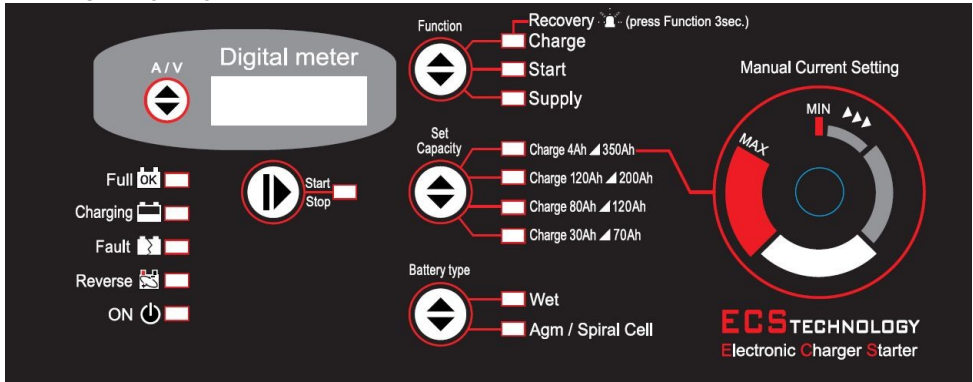 A / V
Digital meter
Full OK
Charging
Fault
Reverse
ON
Start
Stop
Function
Recovery (press Function 3sec.)
Charge
Start
Supply
Set
Capacity
Charge 4Ah ◢ 350Ah
Charge 120Ah ◢ 200Ah
Charge 80Ah ◢ 120Ah
Charge 30Ah ◢ 70Ah
Battery type
Wet
Agm / Spiral Cell
Manual Current Setting
MIN
MAX
ECS TECHNOLOGY
Electronic Charger Starter